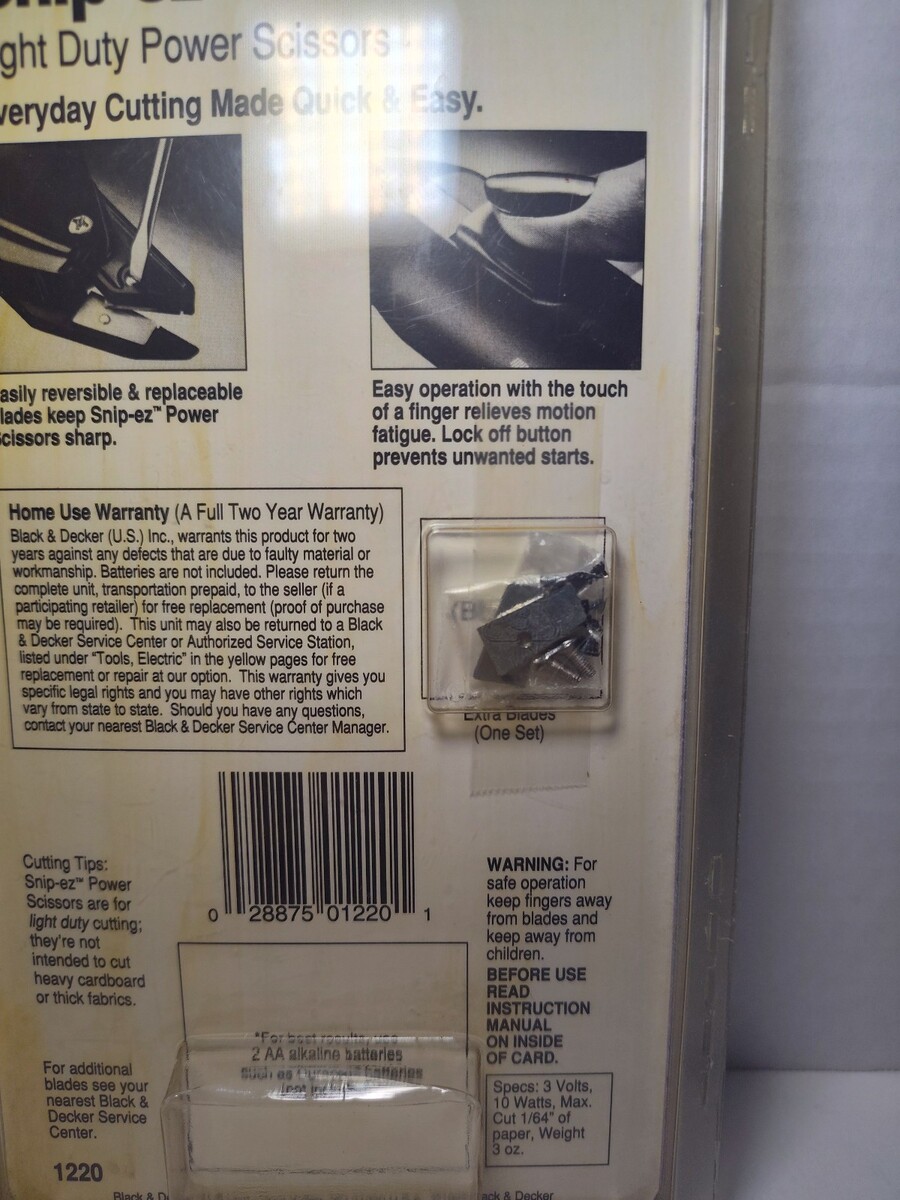 ght Duty Power Scissors
veryday Cutting Made Quick & Easy.
asily reversible & replaceable
lades keep Snip-ez™ Power
cissors sharp.
Easy operation with the touch
of a finger relieves motion
fatigue. Lock off button
prevents unwanted starts.
Home Use Warranty (A Full Two Year Warranty)
Black & Decker (U.S.) Inc., warrants this product for two
years against any defects that are due to faulty material or
workmanship. Batteries are not included. Please return the
complete unit, transportation prepaid, to the seller (if a
participating retailer) for free replacement (proof of purchase
may be required). This unit may also be returned to a Black
& Decker Service Center or Authorized Service Station,
listed under "Tools, Electric" in the yellow pages for free
replacement or repair at our option. This warranty gives you
specific legal rights and you may have other rights which
vary from state to state. Should you have any questions,
contact your nearest Black & Decker Service Center Manager.
Extra Blades
(One Set)
0 28875 01220 1
Cutting Tips:
Snip-ez™ Power
Scissors are for
light duty cutting;
they're not
intended to cut
heavy cardboard
or thick fabrics.
For additional
blades see your
nearest Black &
Decker Service
Center.
1220
*For best results, use
2 AA alkaline batteries
such as Duracell® batteries
WARNING: For
safe operation
keep fingers away
from blades and
keep away from
children.
BEFORE USE
READ
INSTRUCTION
MANUAL
ON INSIDE
OF CARD.
Specs: 3 Volts,
10 Watts, Max.
Cut 1/64" of
paper, Weight
3 oz.
Black & D
ack & Decker